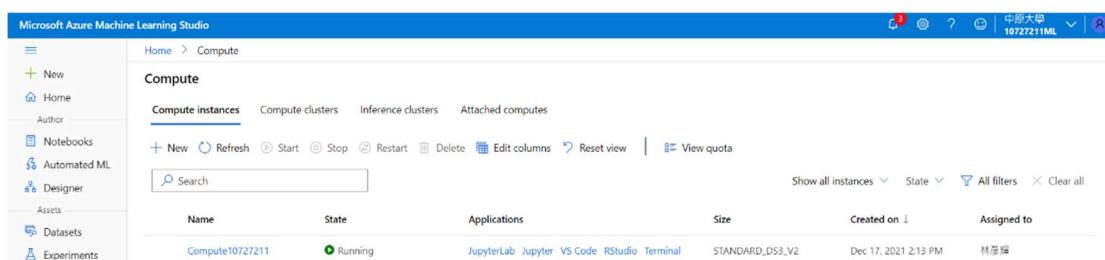 Microsoft Azure Machine Learning Studio
3
中原大學
10727211ML
Home > Compute
New
Home
Author
Notebooks
Automated ML
Designer
Assets
Datasets
Experiments
Compute
Compute instances Compute clusters Inference clusters Attached computes
New Refresh Start Stop Restart Delete Edit columns Reset view View quota
Search
Show all instances State All filters Clear all
Name State Applications Size Created on ↓ Assigned to
Compute10727211 Running JupyterLab Jupyter VS Code RStudio Terminal STANDARD_DS3_V2 Dec 17, 2021 2:13 PM 林彥輝